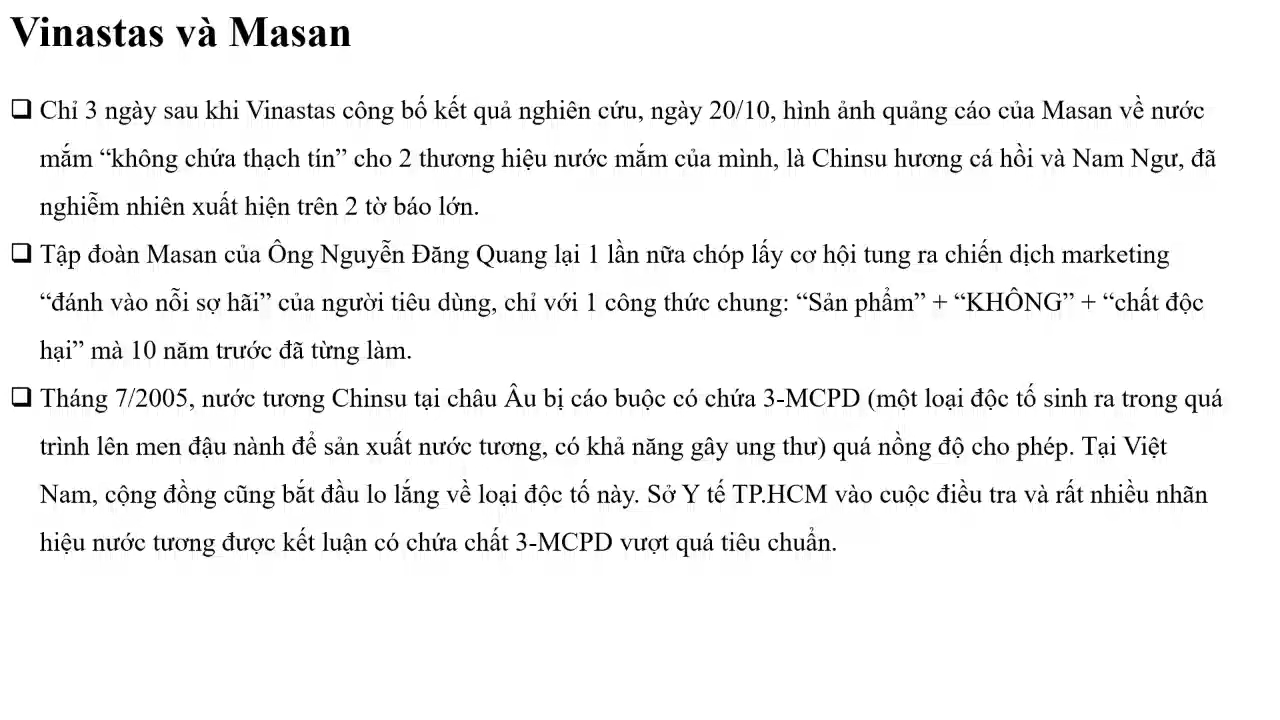 Vinastas và Masan
❑ Chỉ 3 ngày sau khi Vinastas công bố kết quả nghiên cứu, ngày 20/10, hình ảnh quảng cáo của Masan về nước
mắm “không chứa thạch tín” cho 2 thương hiệu nước mắm của mình, là Chinsu hương cá hồi và Nam Ngư, đã
nghiễm nhiên xuất hiện trên 2 tờ báo lớn.
❑ Tập đoàn Masan của Ông Nguyễn Đăng Quang lại 1 lần nữa chóp lấy cơ hội tung ra chiến dịch marketing
“đánh vào nỗi sợ hãi” của người tiêu dùng, chỉ với 1 công thức chung: “Sản phẩm” + “KHÔNG” + “chất độc
hại” mà 10 năm trước đã từng làm.
❑ Tháng 7/2005, nước tương Chinsu tại châu Âu bị cáo buộc có chứa 3-MCPD (một loại độc tố sinh ra trong quá
trình lên men đậu nành để sản xuất nước tương, có khả năng gây ung thư) quá nồng độ cho phép. Tại Việt
Nam, cộng đồng cũng bắt đầu lo lắng về loại độc tố này. Sở Y tế TP.HCM vào cuộc điều tra và rất nhiều nhãn
hiệu nước tương được kết luận có chứa chất 3-MCPD vượt quá tiêu chuẩn.